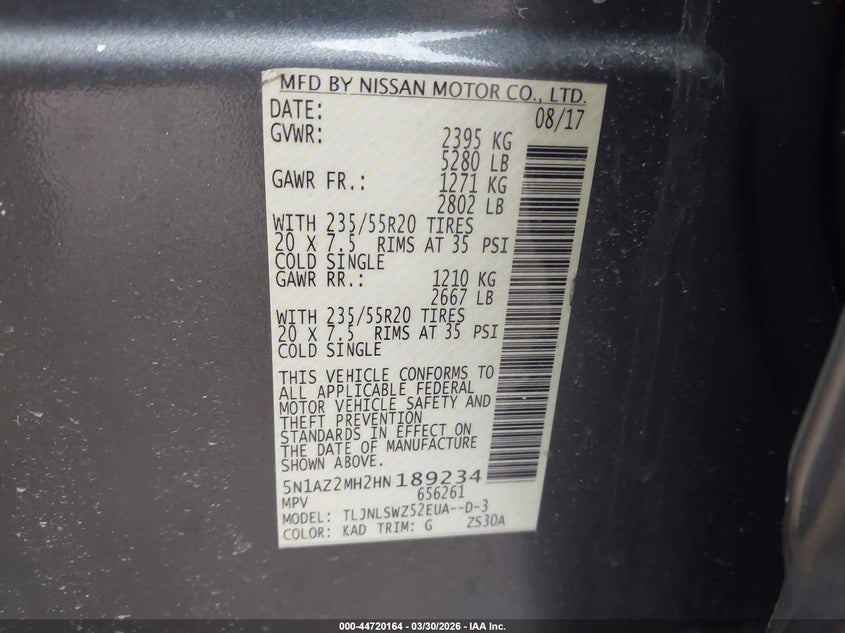 MFD BY NISSAN MOTOR CO., LTD.
DATE: 08/17
GVWR: 2395 KG
5280 LB
GAWR FR.: 1271 KG
2802 LB
WITH 235/55R20 TIRES
20 X 7.5 RIMS AT 35 PSI
COLD SINGLE
GAWR RR.: 1210 KG
2667 LB
WITH 235/55R20 TIRES
20 X 7.5 RIMS AT 35 PSI
COLD SINGLE
THIS VEHICLE CONFORMS TO
ALL APPLICABLE FEDERAL
MOTOR VEHICLE SAFETY AND
THEFT PREVENTION
STANDARDS IN EFFECT ON
THE DATE OF MANUFACTURE
SHOWN ABOVE.
5N1AZ2MH2HN189234
MPV 656261
MODEL: TLJNLSWZ52EUA--D-3
COLOR: KAD TRIM: G ZS30A
000-44720164 — 03/30/2026 — IAA Inc.